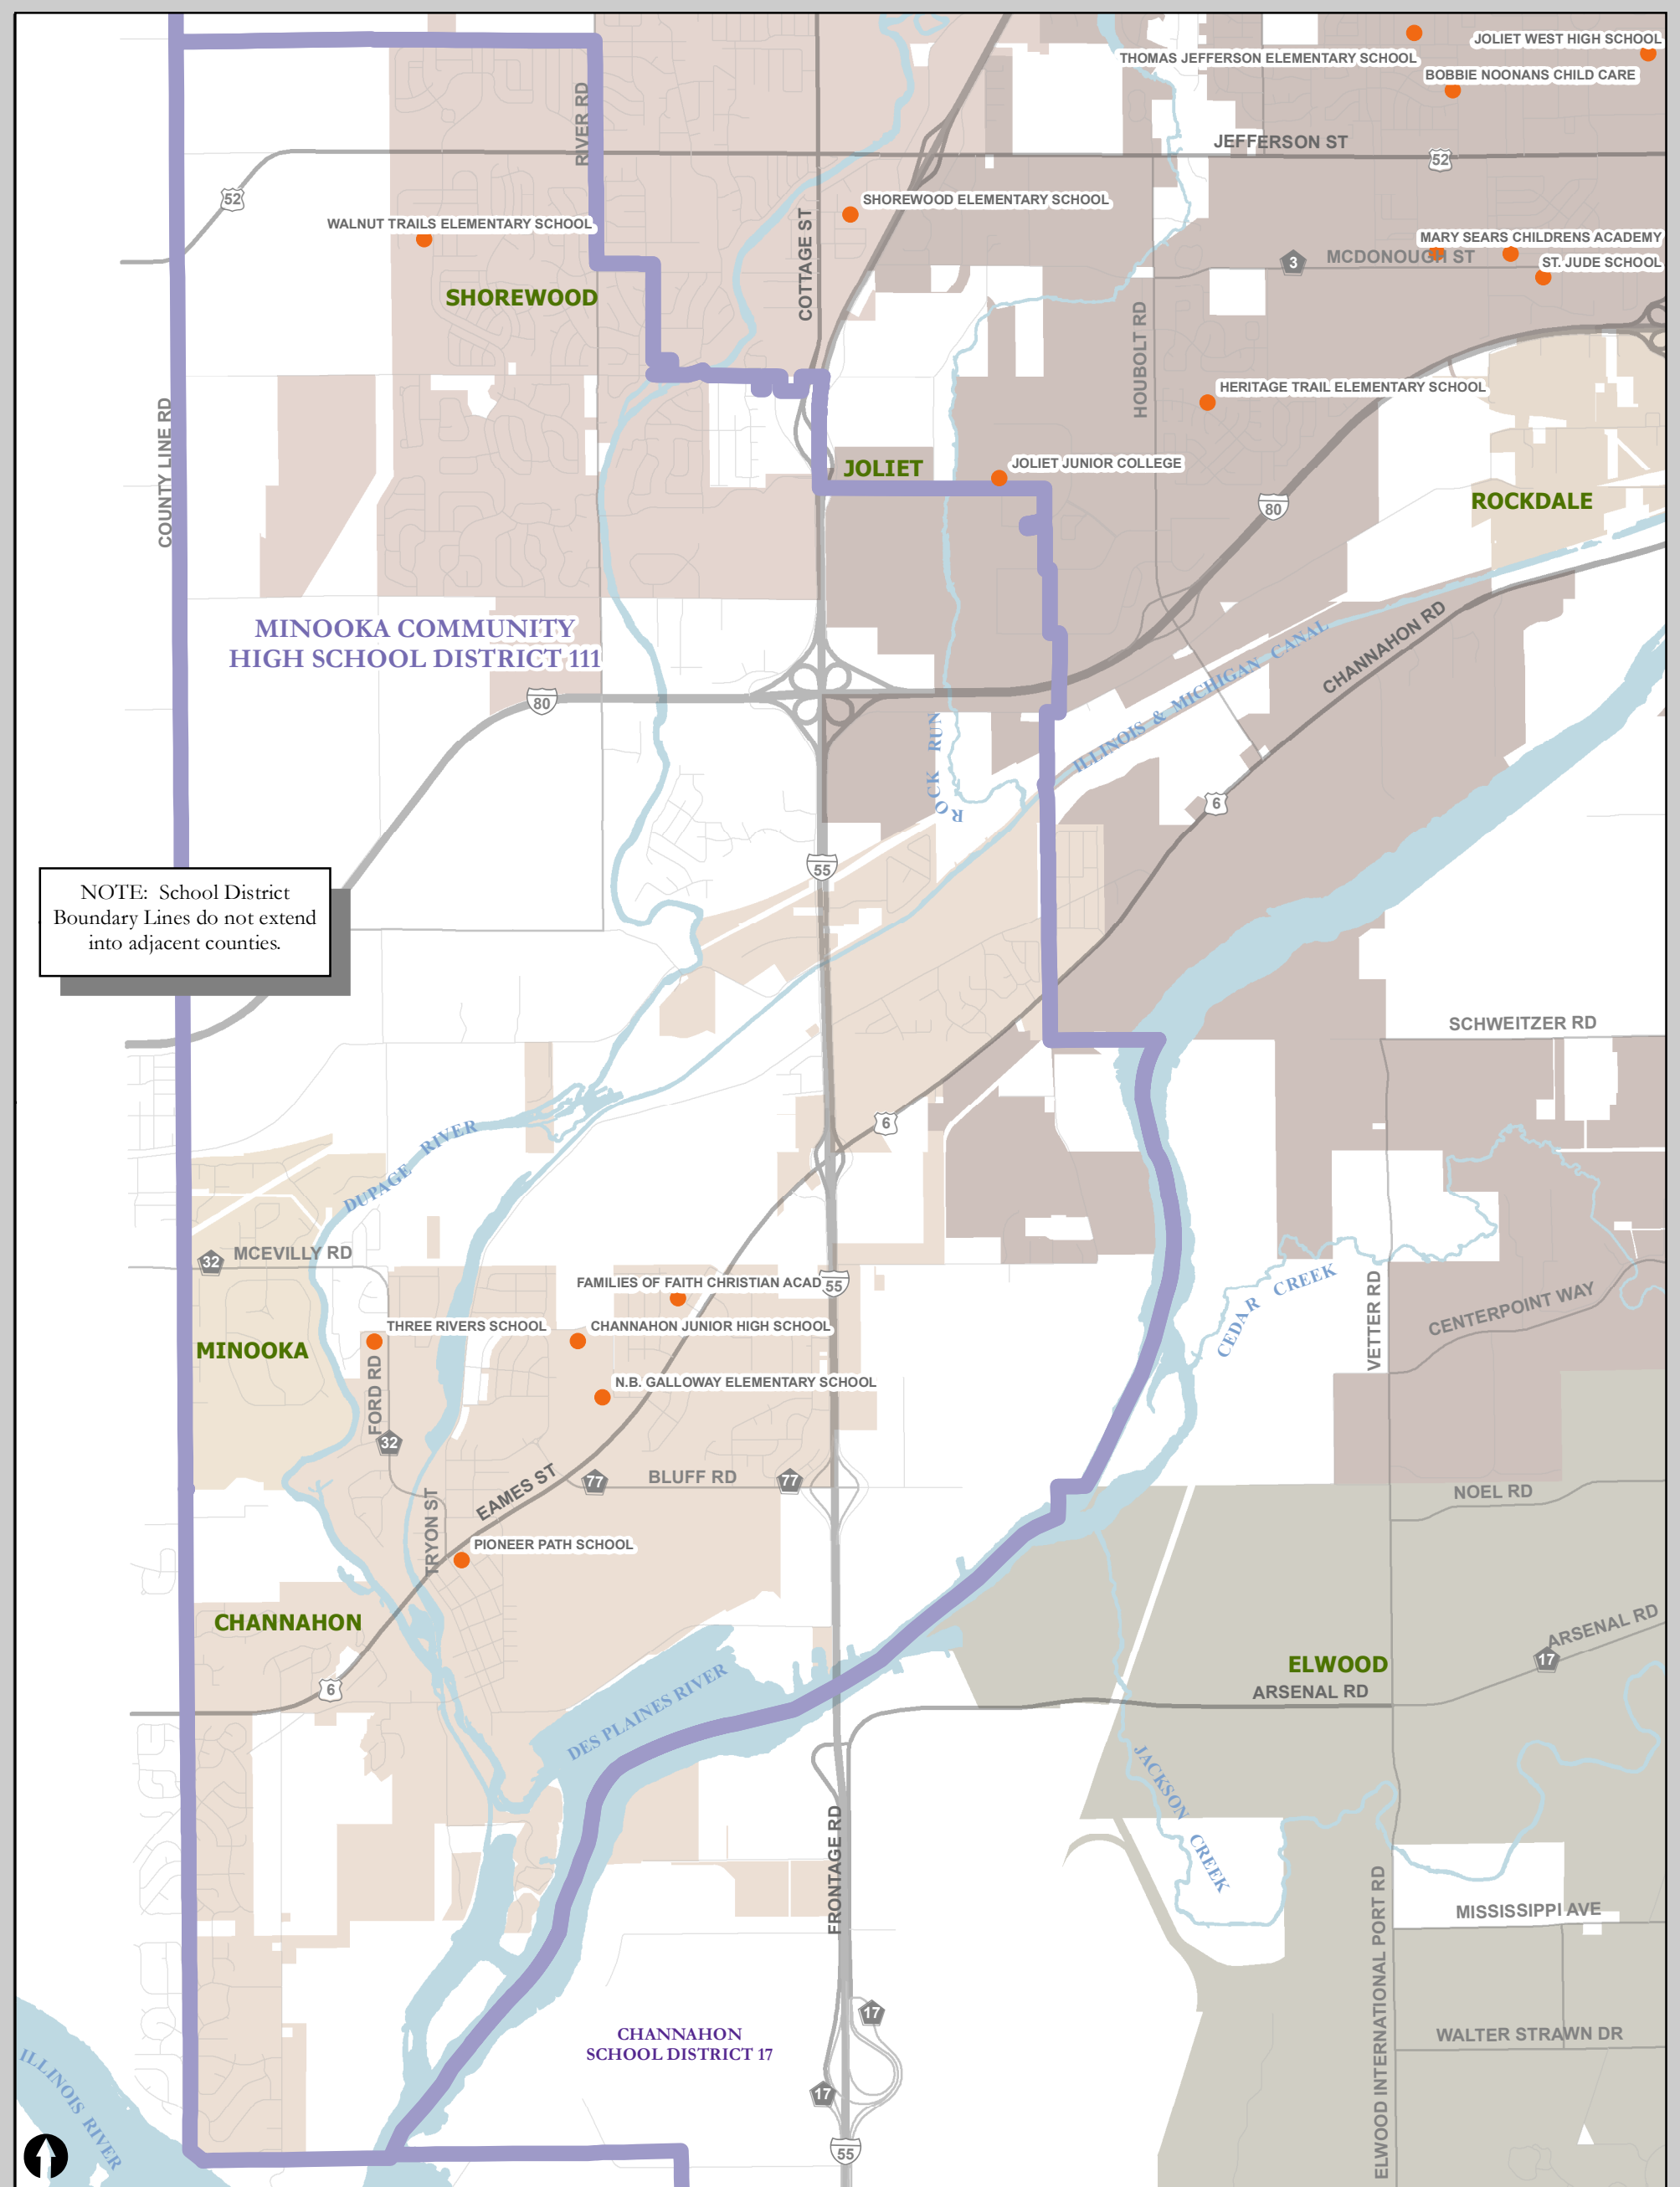 JOLIET WEST HIGH SCHOOL
THOMAS JEFFERSON ELEMENTARY SCHOOL
BOBBIE NOONANS CHILD CARE
RIVER RD
JEFFERSON ST
52
52
SHOREWOOD ELEMENTARY SCHOOL
WALNUT TRAILS ELEMENTARY SCHOOL
COTTAGE ST
MARY SEARS CHILDRENS ACADEMY
3
MCDONOUGH ST
ST. JUDE SCHOOL
SHOREWOOD
HOUBOLT RD
HERITAGE TRAIL ELEMENTARY SCHOOL
COUNTY LINE RD
JOLIET
JOLIET JUNIOR COLLEGE
ROCKDALE
80
MINOOKA COMMUNITY
HIGH SCHOOL DISTRICT 111
CHANNAHON RD
ILLINOIS & MICHIGAN CANAL
80
ROCK RUN
6
55
NOTE: School District
Boundary Lines do not extend
into adjacent counties.
SCHWEITZER RD
6
DUPAGE RIVER
MCEVILLY RD
32
FAMILIES OF FAITH CHRISTIAN ACAD
55
CEDAR CREEK
VETTER RD
CENTERPOINT WAY
THREE RIVERS SCHOOL
CHANNAHON JUNIOR HIGH SCHOOL
MINOOKA
FORD RD
N.B. GALLOWAY ELEMENTARY SCHOOL
32
77
BLUFF RD
77
EAMES ST
NOEL RD
TRYON ST
PIONEER PATH SCHOOL
CHANNAHON
ARSENAL RD
17
ELWOOD
ARSENAL RD
6
DES PLAINES RIVER
JACKSON CREEK
FRONTAGE RD
MISSISSIPPI AVE
ELWOOD INTERNATIONAL PORT RD
17
CHANNAHON
SCHOOL DISTRICT 17
WALTER STRAWN DR
17
ILLINOIS RIVER
55